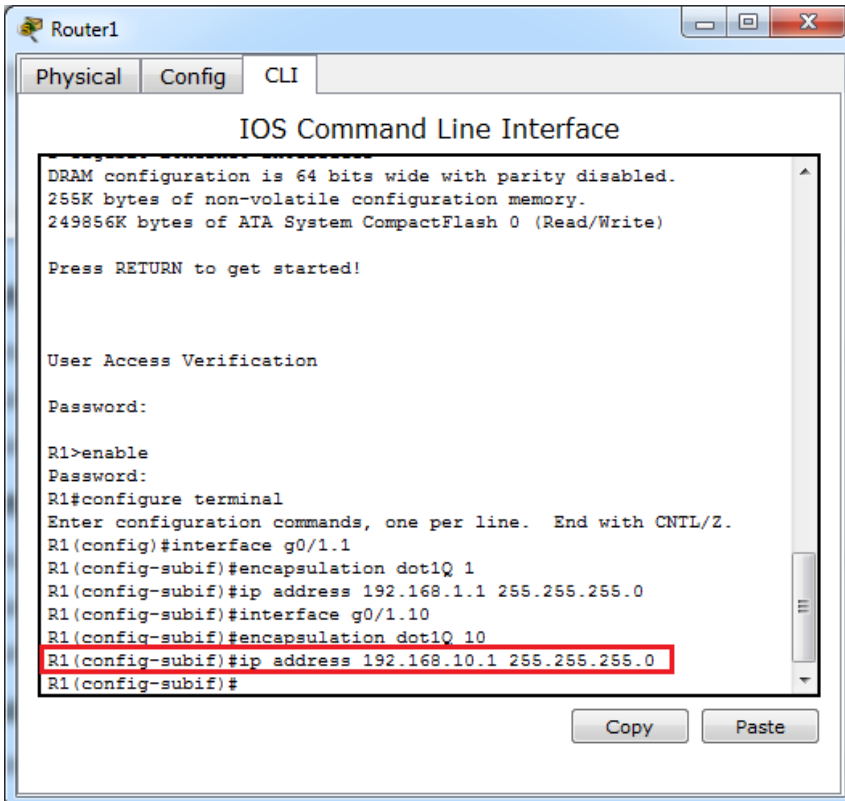 Router1
Physical Config CLI
IOS Command Line Interface
DRAM configuration is 64 bits wide with parity disabled.
255K bytes of non-volatile configuration memory.
249856K bytes of ATA System CompactFlash 0 (Read/Write)
Press RETURN to get started!
User Access Verification
Password:
R1>enable
Password:
R1#configure terminal
Enter configuration commands, one per line.  End with CNTL/Z.
R1(config)#interface g0/1.1
R1(config-subif)#encapsulation dot1Q 1
R1(config-subif)#ip address 192.168.1.1 255.255.255.0
R1(config-subif)#interface g0/1.10
R1(config-subif)#encapsulation dot1Q 10
R1(config-subif)#ip address 192.168.10.1 255.255.255.0
R1(config-subif)#
Copy Paste